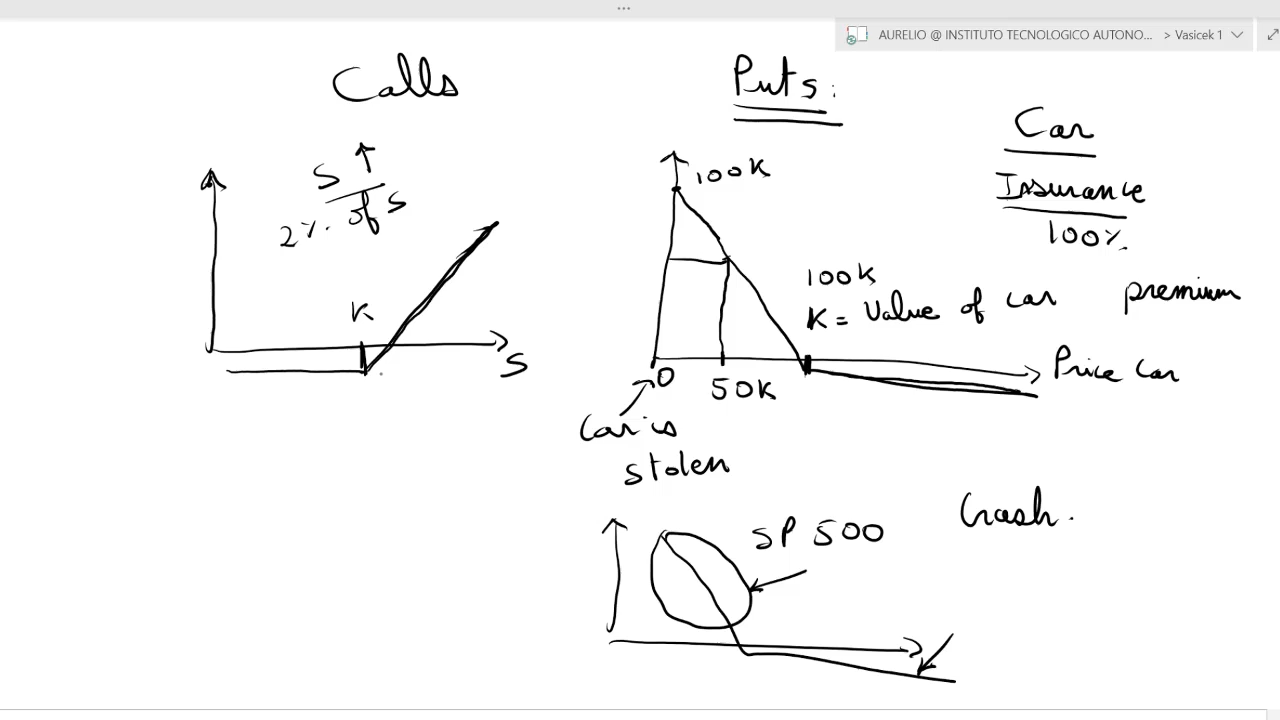 AURELIO @ INSTITUTO TECNOLOGICO AUTONO... > Vasicek 1
Calls
S
2% of S
K
S
Puts:
100K
100K
K = Value of car premium
Price Car
0
50K
Car is
stolen
Car
Insurance
100%
SP 500
Crash.